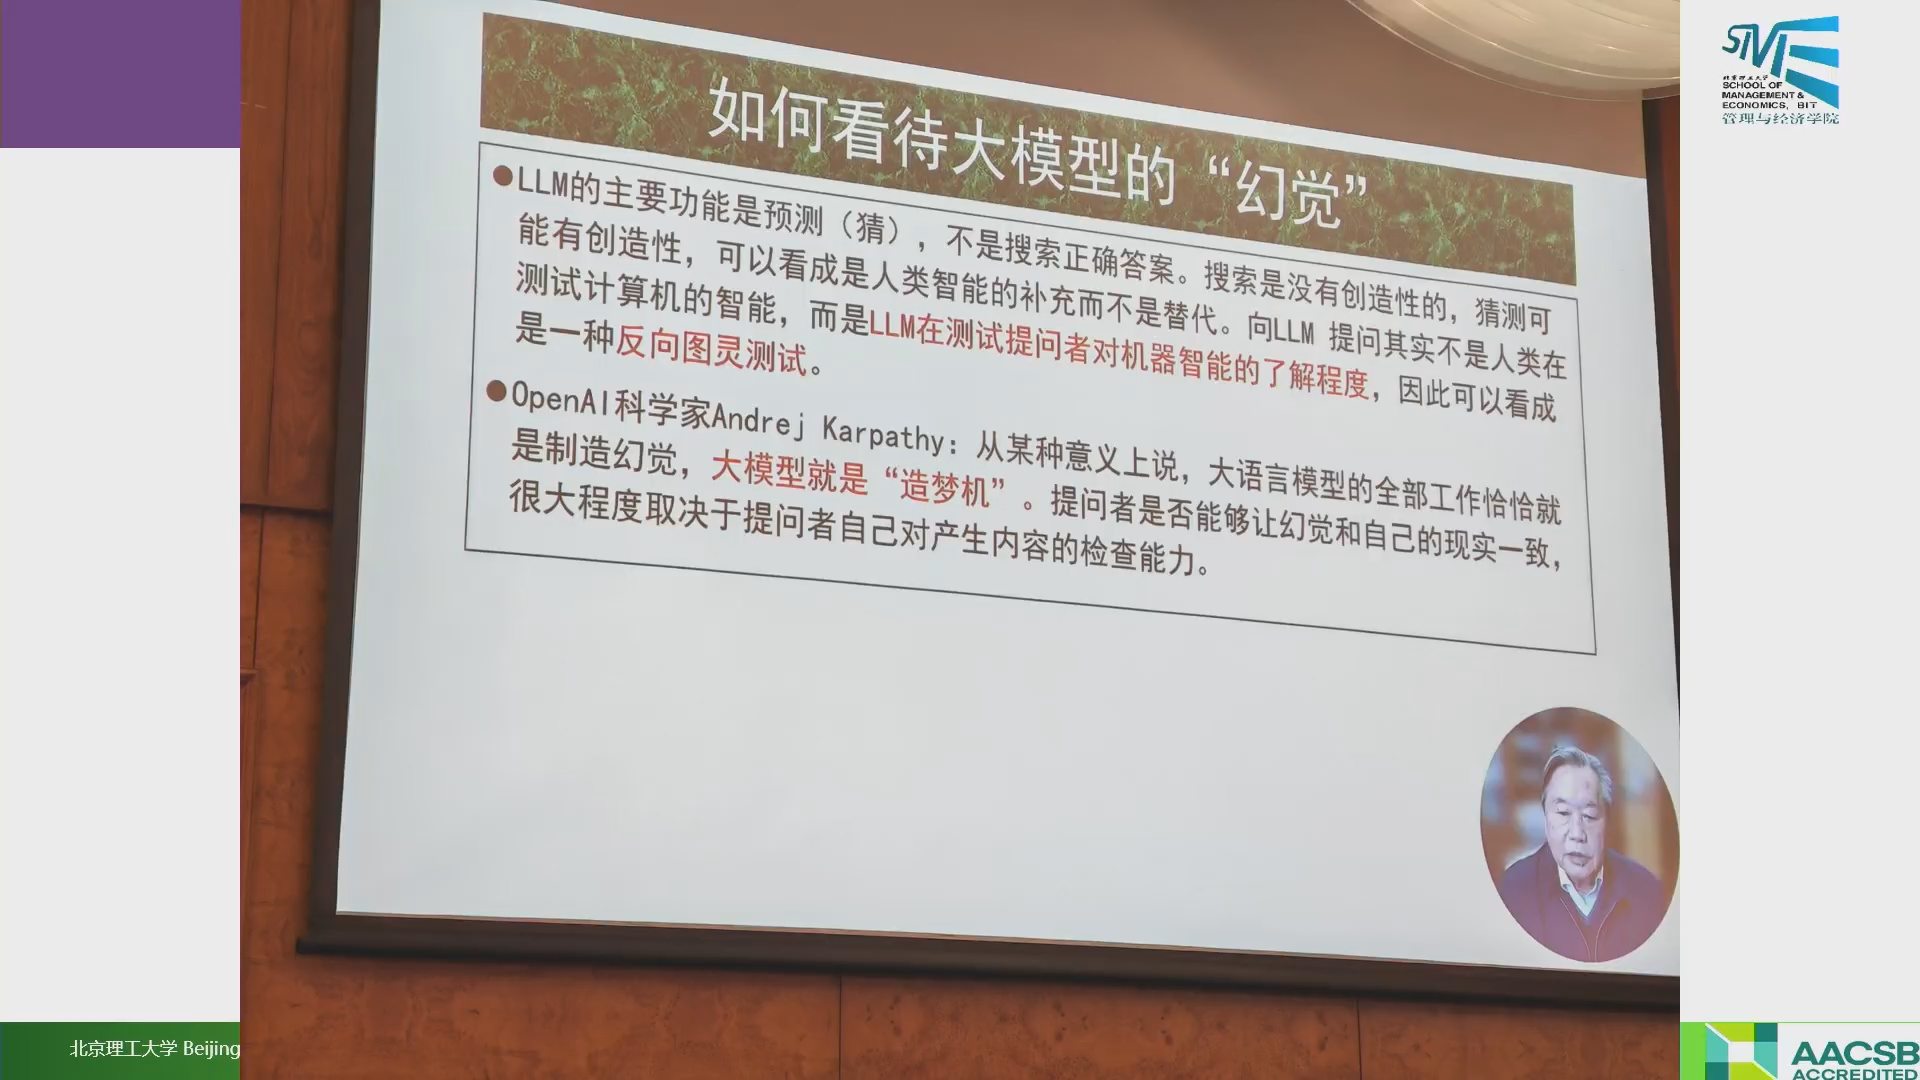 如何看待大模型的“幻觉”
●LLM的主要功能是预测（猜），不是搜索正确答案。搜索是没有创造性的，猜测可
能有创造性，可以看成是人类智能的补充而不是替代。向LLM 提问其实不是人类在
测试计算机的智能，而是LLM在测试提问者对机器智能的了解程度，因此可以看成
是一种反向图灵测试。
●OpenAI科学家Andrej Karpathy：从某种意义上说，大语言模型的全部工作恰恰就
是制造幻觉，大模型就是“造梦机”。提问者是否能够让幻觉和自己的现实一致，
很大程度取决于提问者自己对产生内容的检查能力。
SME
北京理工大学
SCHOOL OF
MANAGEMENT &
ECONOMICS, BIT
管理与经济学院
北京理工大学 Beijing
AACSB
ACCREDITED